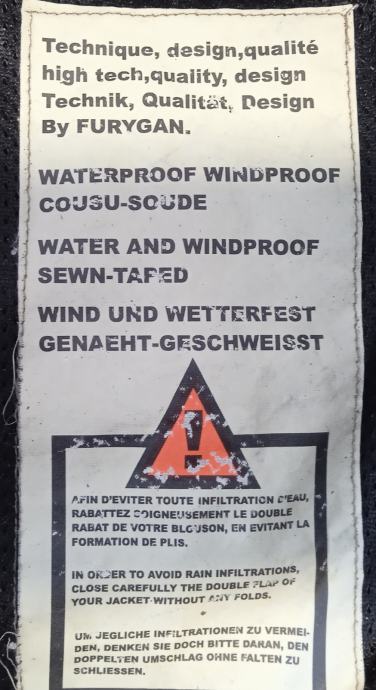 Technique, design,qualité
high tech,quality, design
Technik, Qualität, Design
By FURYGAN.
WATERPROOF WINDPROOF
COUSU-SOUDE
WATER AND WINDPROOF
SEWN-TAPED
WIND UND WETTERFEST
GENAEHT-GESCHWEISST
!
AFIN D'EVITER TOUTE INFILTRATION D'EAU,
RABATTEZ SOIGNEUSEMENT LE DOUBLE
RABAT DE VOTRE BLOUSON, EN EVITANT LA
FORMATION DE PLIS.
IN ORDER TO AVOID RAIN INFILTRATIONS,
CLOSE CAREFULLY THE DOUBLE FLAP OF
YOUR JACKET WITHOUT ANY FOLDS.
UM JEGLICHE INFILTRATIONEN ZU VERMEI-
DEN, DENKEN SIE DOCH BITTE DARAN, DEN
DOPPELTEN UMSCHLAG OHNE FALTEN ZU
SCHLIESSEN.